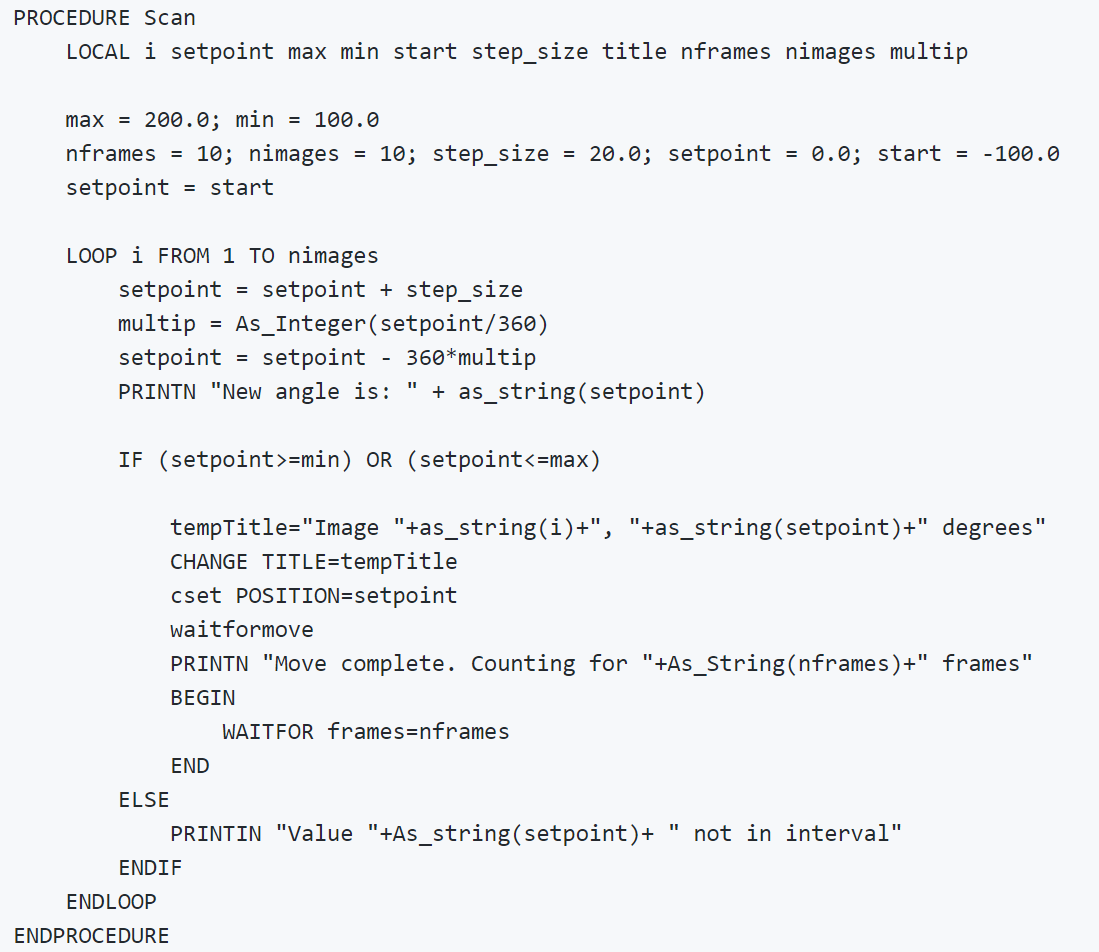 PROCEDURE Scan
    LOCAL i setpoint max min start step_size title nframes nimages multip

    max = 200.0; min = 100.0
    nframes = 10; nimages = 10; step_size = 20.0; setpoint = 0.0; start = -100.0
    setpoint = start

    LOOP i FROM 1 TO nimages
        setpoint = setpoint + step_size
        multip = As_Integer(setpoint/360)
        setpoint = setpoint - 360*multip
        PRINTN "New angle is: " + as_string(setpoint)

        IF (setpoint>=min) OR (setpoint<=max)

            tempTitle="Image "+as_string(i)+", "+as_string(setpoint)+" degrees"
            CHANGE TITLE=tempTitle
            cset POSITION=setpoint
            waitformove
            PRINTN "Move complete. Counting for "+As_String(nframes)+" frames"
            BEGIN
                WAITFOR frames=nframes
            END
        ELSE
            PRINTIN "Value "+As_string(setpoint)+ " not in interval"
        ENDIF
    ENDLOOP
ENDPROCEDURE